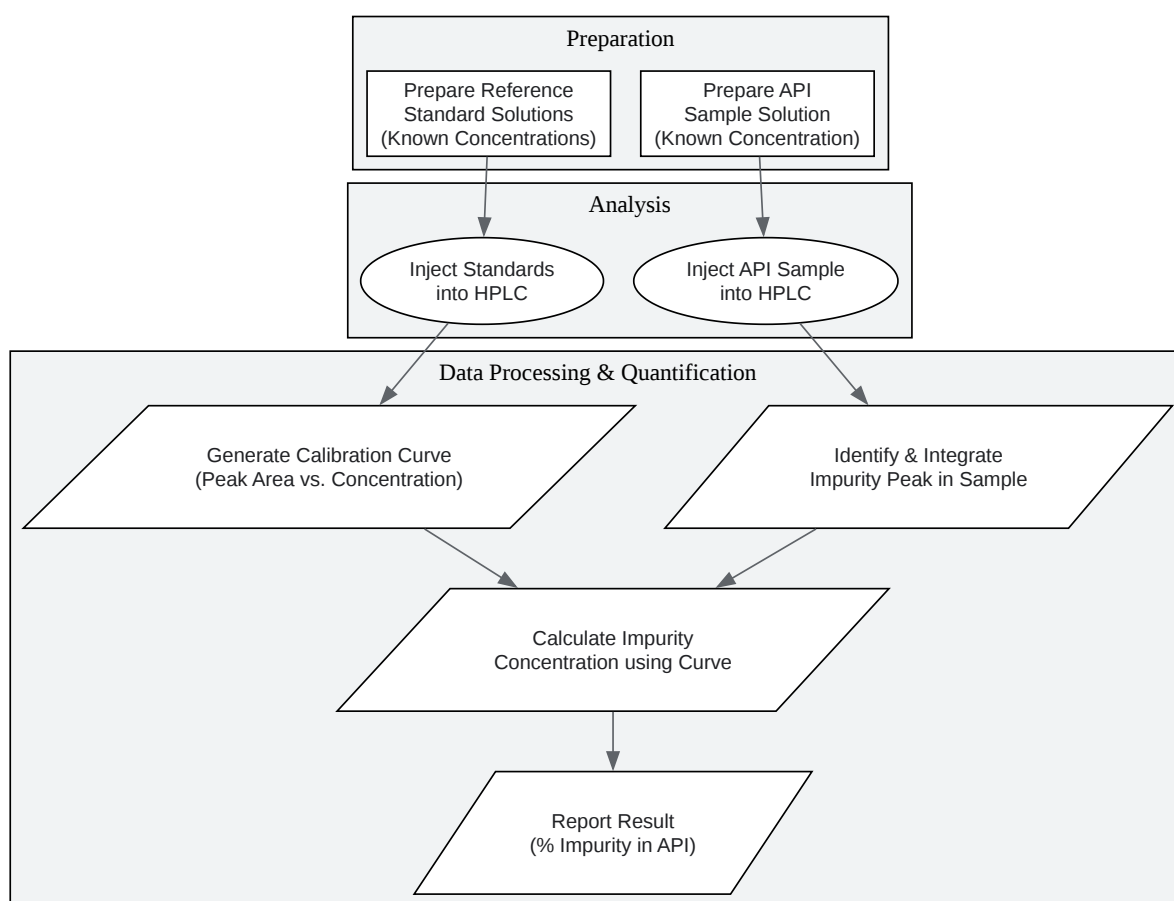 Preparation
Prepare Reference
Standard Solutions
(Known Concentrations)
Prepare API
Sample Solution
(Known Concentration)
Analysis
Inject Standards
into HPLC
Inject API Sample
into HPLC
Data Processing & Quantification
Generate Calibration Curve
(Peak Area vs. Concentration)
Identify & Integrate
Impurity Peak in Sample
Calculate Impurity
Concentration using Curve
Report Result
(% Impurity in API)